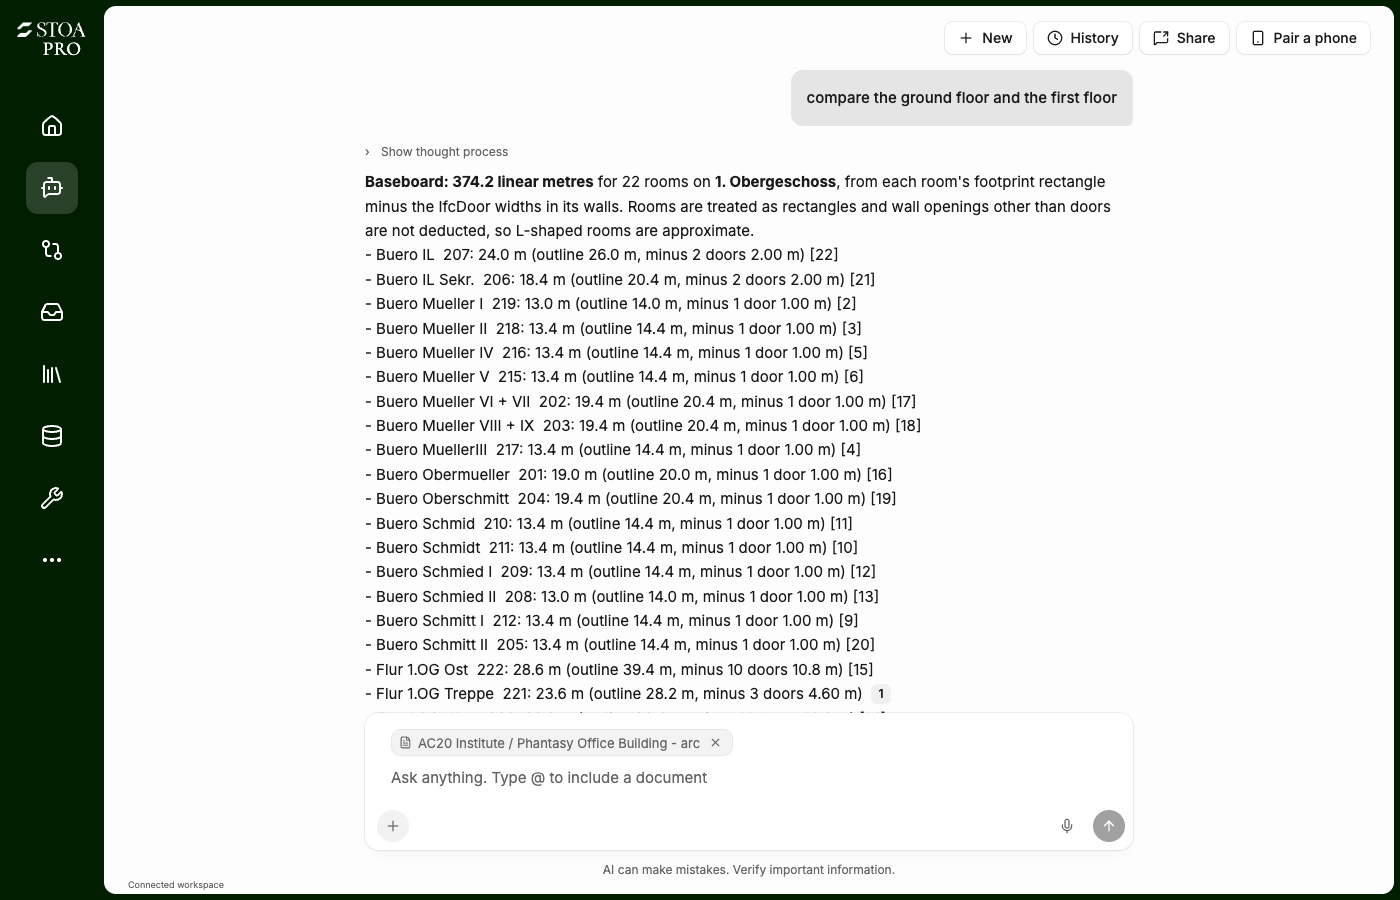 STOA
PRO
New
History
Share
Pair a phone
compare the ground floor and the first floor
Show thought process
Baseboard: 374.2 linear metres for 22 rooms on 1. Obergeschoss, from each room's footprint rectangle
minus the IfcDoor widths in its walls. Rooms are treated as rectangles and wall openings other than doors
are not deducted, so L-shaped rooms are approximate.
- Buero IL  207: 24.0 m (outline 26.0 m, minus 2 doors 2.00 m) [22]
- Buero IL Sekr.  206: 18.4 m (outline 20.4 m, minus 2 doors 2.00 m) [21]
- Buero Mueller I  219: 13.0 m (outline 14.0 m, minus 1 door 1.00 m) [2]
- Buero Mueller II  218: 13.4 m (outline 14.4 m, minus 1 door 1.00 m) [3]
- Buero Mueller IV  216: 13.4 m (outline 14.4 m, minus 1 door 1.00 m) [5]
- Buero Mueller V  215: 13.4 m (outline 14.4 m, minus 1 door 1.00 m) [6]
- Buero Mueller VI + VII  202: 19.4 m (outline 20.4 m, minus 1 door 1.00 m) [17]
- Buero Mueller VIII + IX  203: 19.4 m (outline 20.4 m, minus 1 door 1.00 m) [18]
- Buero MuellerIII  217: 13.4 m (outline 14.4 m, minus 1 door 1.00 m) [4]
- Buero Obermueller  201: 19.0 m (outline 20.0 m, minus 1 door 1.00 m) [16]
- Buero Oberschmitt  204: 19.4 m (outline 20.4 m, minus 1 door 1.00 m) [19]
- Buero Schmid  210: 13.4 m (outline 14.4 m, minus 1 door 1.00 m) [11]
- Buero Schmidt  211: 13.4 m (outline 14.4 m, minus 1 door 1.00 m) [10]
- Buero Schmied I  209: 13.4 m (outline 14.4 m, minus 1 door 1.00 m) [12]
- Buero Schmied II  208: 13.0 m (outline 14.0 m, minus 1 door 1.00 m) [13]
- Buero Schmitt I  212: 13.4 m (outline 14.4 m, minus 1 door 1.00 m) [9]
- Buero Schmitt II  205: 13.4 m (outline 14.4 m, minus 1 door 1.00 m) [20]
- Flur 1.OG Ost  222: 28.6 m (outline 39.4 m, minus 10 doors 10.8 m) [15]
- Flur 1.OG Treppe  221: 23.6 m (outline 28.2 m, minus 3 doors 4.60 m) 1
AC20 Institute / Phantasy Office Building - arc
Ask anything. Type @ to include a document
AI can make mistakes. Verify important information.
Connected workspace